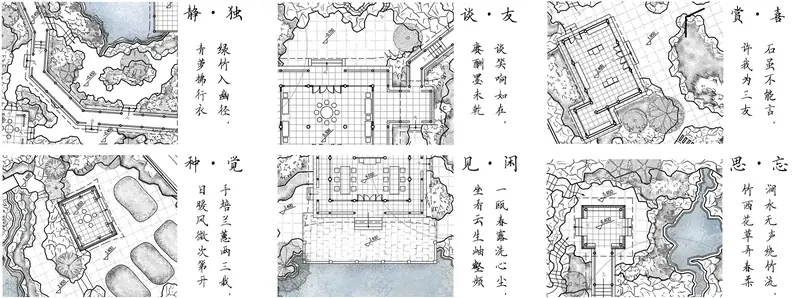 静·独
绿竹入幽径，
青萝拂行衣
谈·友
谈笑响如在，
赓酬墨未乾
赏·喜
石虽不能言，
许我为三友
种·觉
手培兰蕙两三栽，
日暖风微次第开
见·闲
一瓯春露洗心尘，
坐看云生岫壑频
思·忘
涧水无声绕竹流，
竹西花草弄春柔